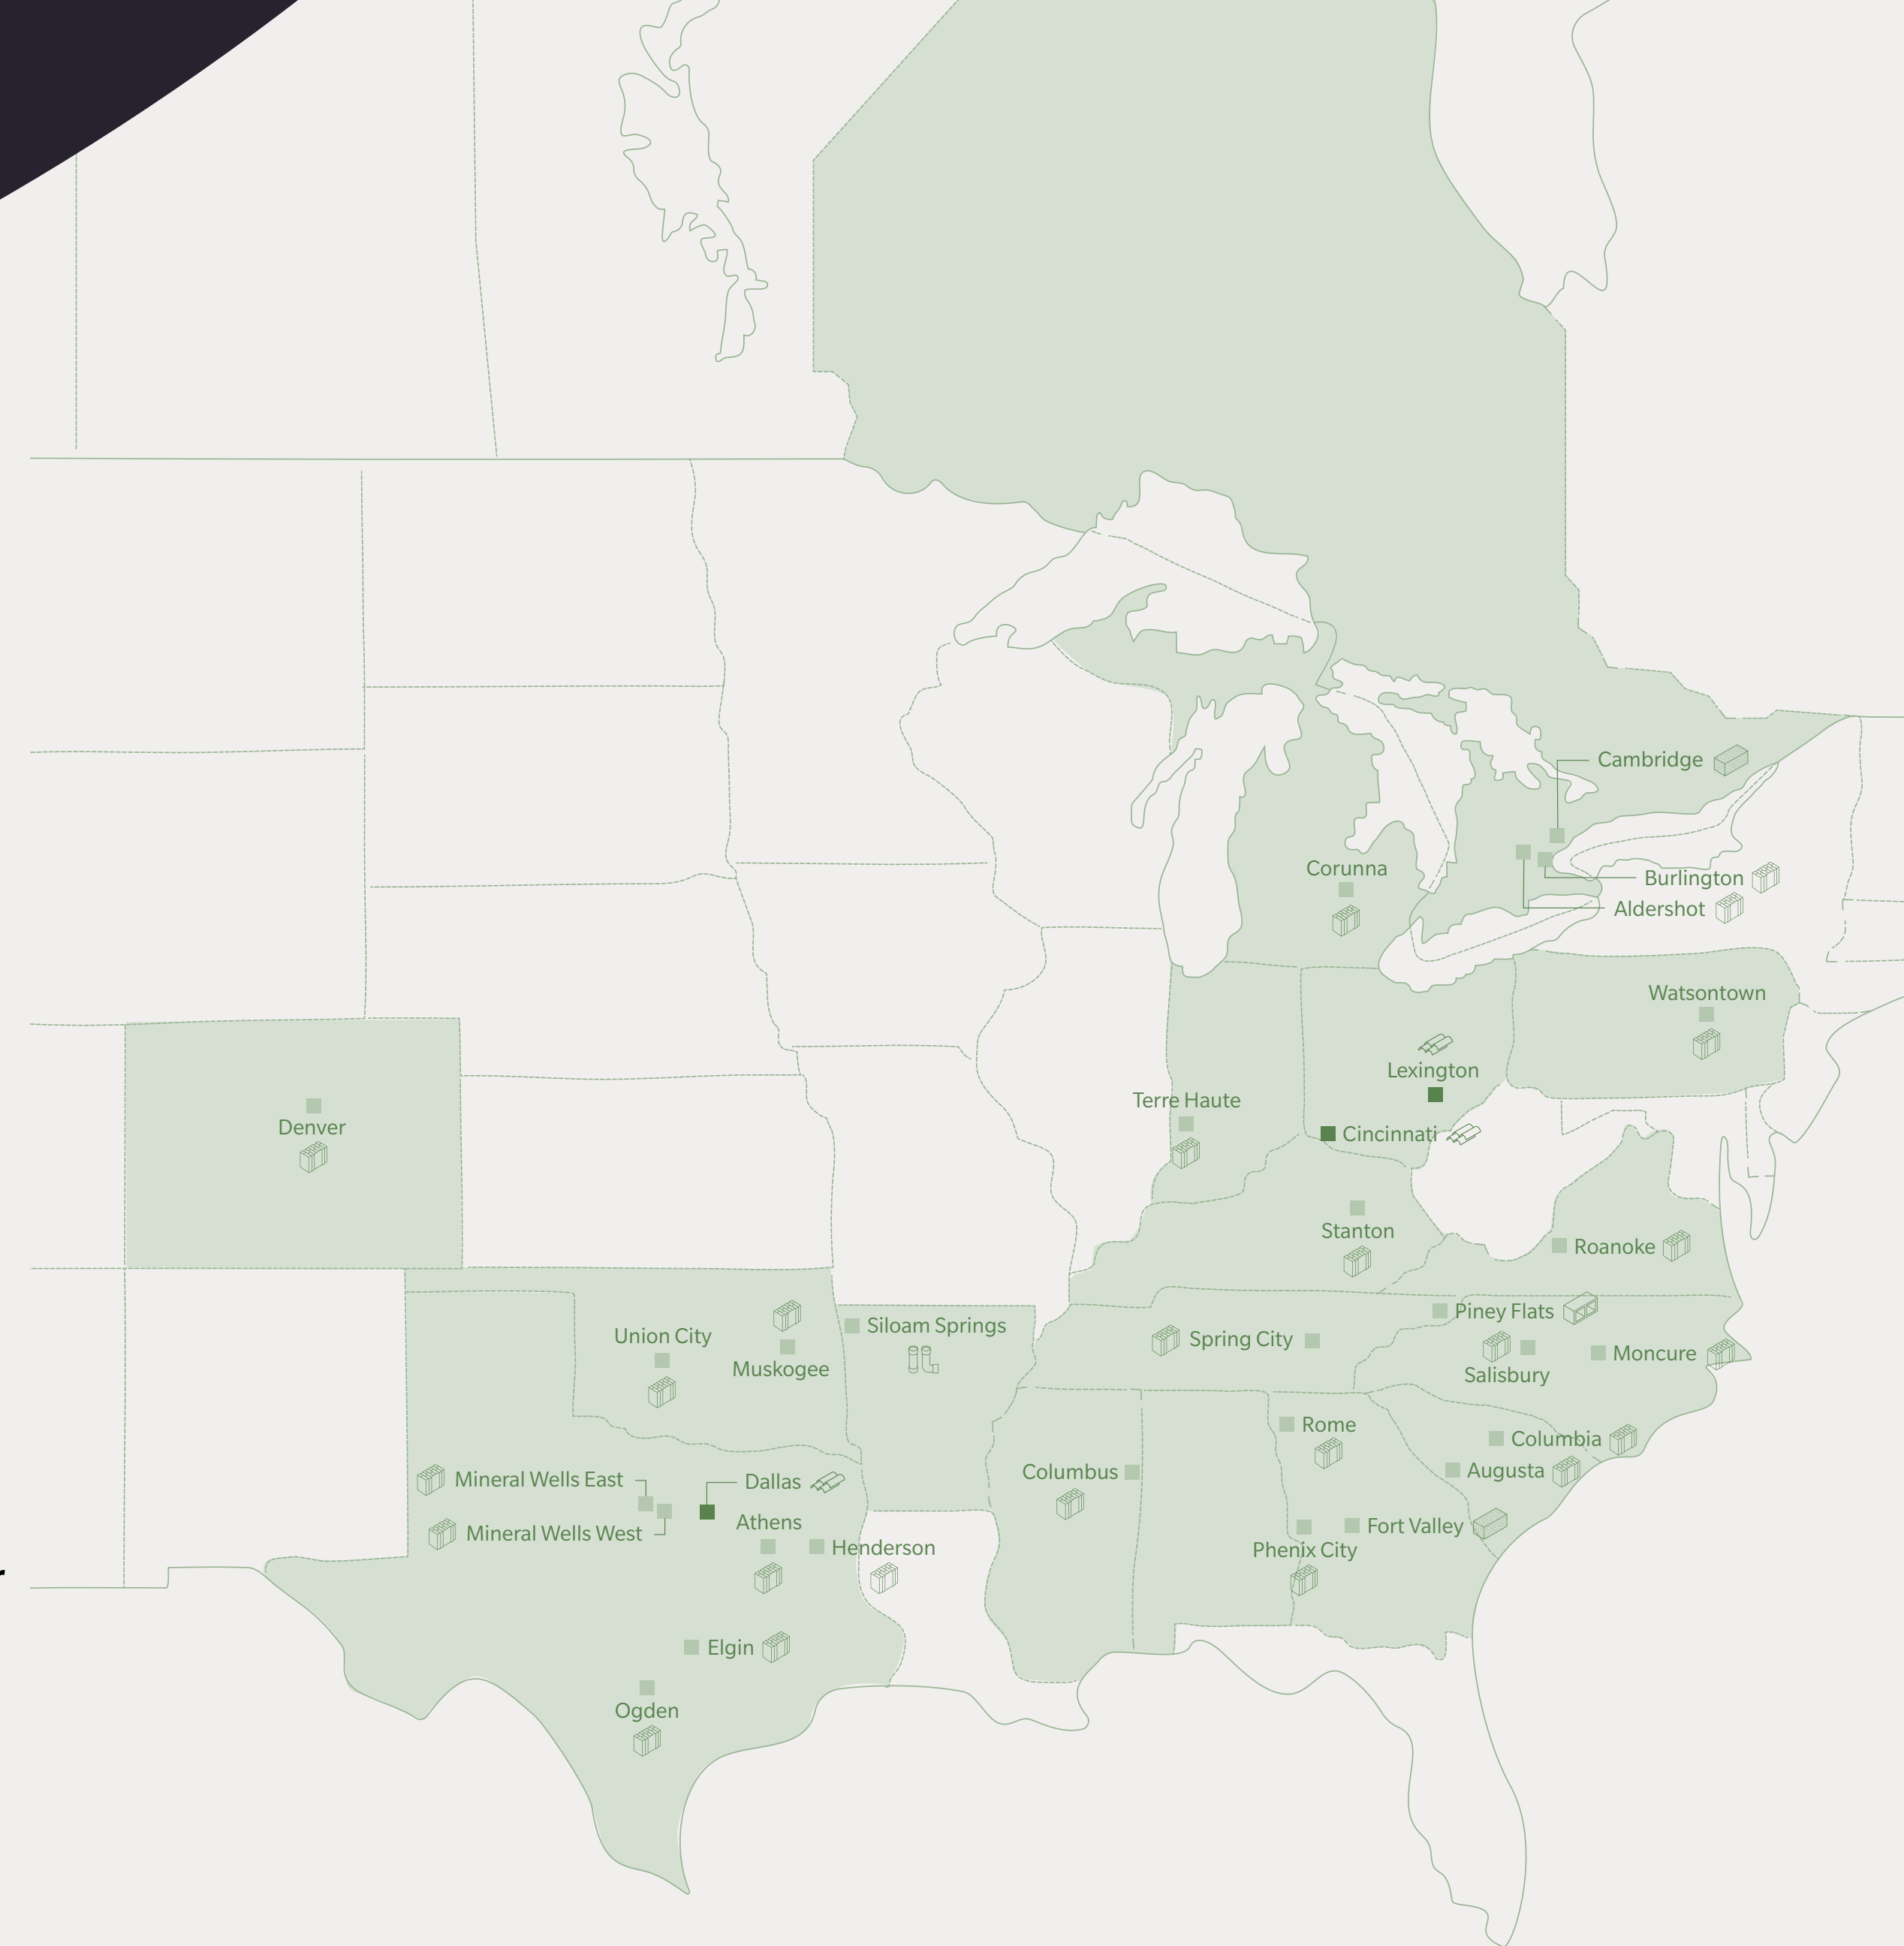 Cambridge
Corunna
Burlington
Aldershot
Watsontown
Lexington
Terre Haute
Denver
Cincinnati
Stanton
Roanoke
Piney Flats
Siloam Springs
Union City
Spring City
Muskogee
Moncure
Salisbury
Rome
Columbia
Columbus
Augusta
Mineral Wells East
Dallas
Athens
Fort Valley
Mineral Wells West
Henderson
Phenix City
Elgin
Ogden